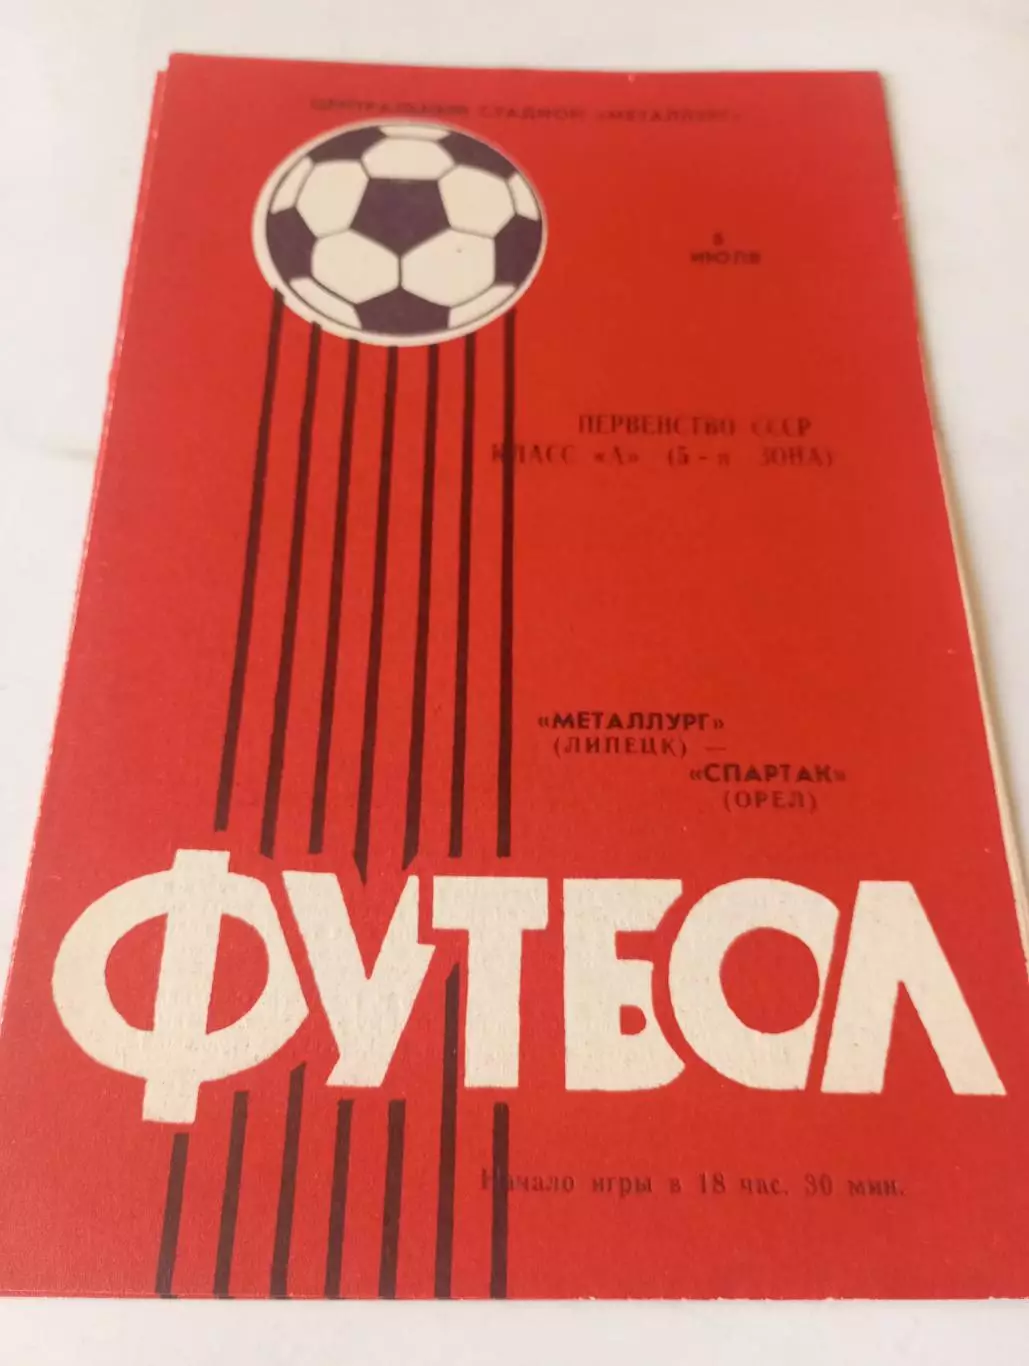 ЦЕНТРАЛЬНЫЙ СТАДИОН «МЕТАЛЛУРГ»
ИЮЛЯ
ПЕРВЕНСТВО СССР
КЛАСС «А» (5-я ЗОНА)
«МЕТАЛЛУРГ»
(ЛИПЕЦК) —
«СПАРТАК»
(ОРЕЛ)
ФУТБОЛ
Начало игры в 18 час. 30 мин.